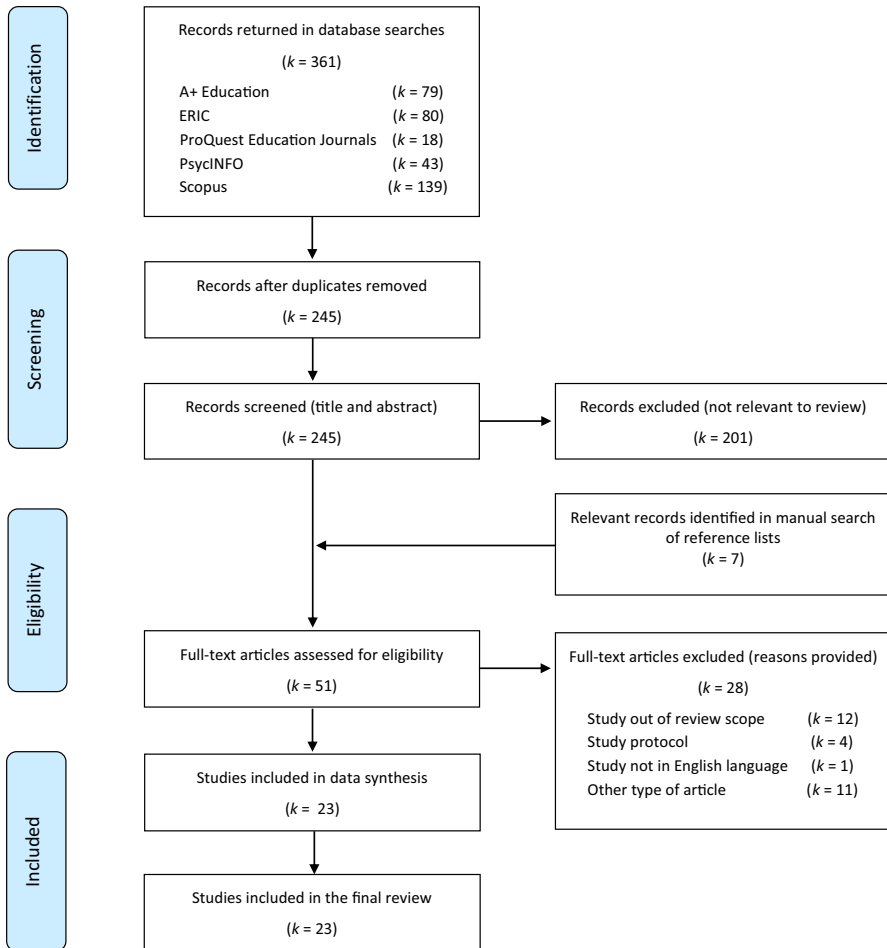 Identification
Records returned in database searches
(k = 361)
A+ Education (k = 79)
ERIC (k = 80)
ProQuest Education Journals (k = 18)
PsycINFO (k = 43)
Scopus (k = 139)
Screening
Records after duplicates removed
(k = 245)
Records screened (title and abstract)
(k = 245)
Records excluded (not relevant to review)
(k = 201)
Eligibility
Relevant records identified in manual search
of reference lists
(k = 7)
Full-text articles assessed for eligibility
(k = 51)
Full-text articles excluded (reasons provided)
(k = 28)
Study out of review scope (k = 12)
Study protocol (k = 4)
Study not in English language (k = 1)
Other type of article (k = 11)
Included
Studies included in data synthesis
(k = 23)
Studies included in the final review
(k = 23)